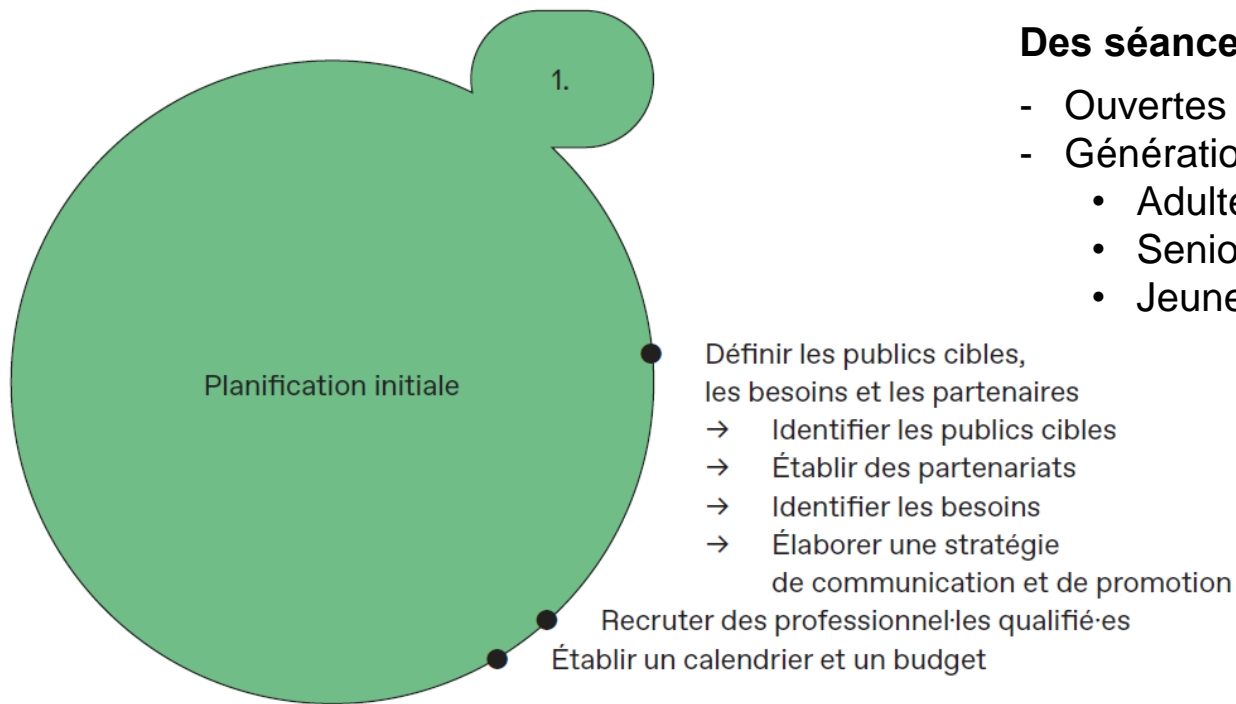 1.
Planification initiale
Des séance
- Ouvertes
- Génératio
• Adulte
• Senio
• Jeune
Définir les publics cibles,
les besoins et les partenaires
→ Identifier les publics cibles
→ Établir des partenariats
→ Identifier les besoins
→ Élaborer une stratégie
de communication et de promotion
Recruter des professionnel·les qualifié·es
Établir un calendrier et un budget